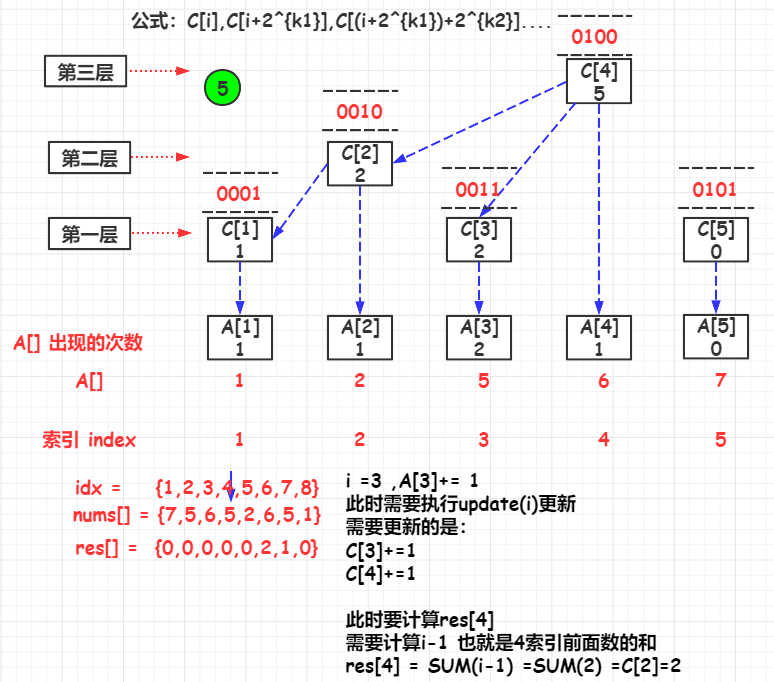 公式：C[i],C[i+2^{k1}],C[(i+2^{k1})+2^{k2}]....
0100
第三层
5
C[4]
5
0010
第二层
C[2]
2
0001
0011
0101
第一层
C[1]
1
C[3]
2
C[5]
0
A[] 出现的次数
A[1]
1
A[2]
1
A[3]
2
A[4]
1
A[5]
0
A[] 1 2 5 6 7
索引 index 1 2 3 4 5
idx = {1,2,3,4,5,6,7,8}
nums[] = {7,5,6,5,2,6,5,1}
res[] = {0,0,0,0,0,2,1,0}
i =3 ,A[3]+= 1
此时需要执行update(i)更新
需要更新的是：
C[3]+=1
C[4]+=1
此时要计算res[4]
需要计算i-1 也就是4索引前面数的和
res[4] = SUM(i-1) =SUM(2) =C[2]=2